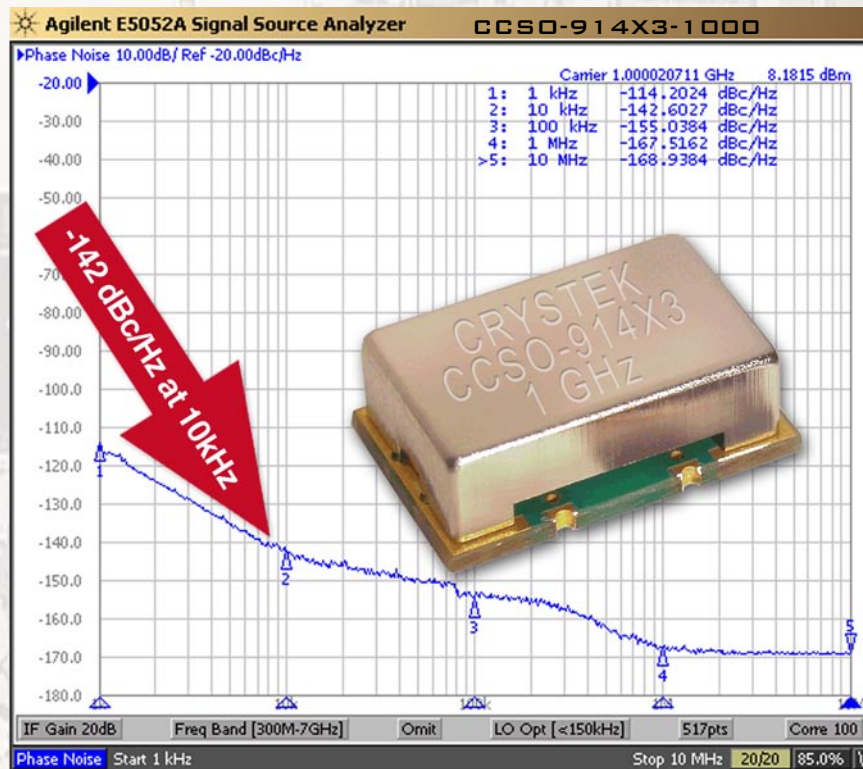 Agilent E5052A Signal Source Analyzer CCSO-914X3-1000
Phase Noise 10.00dB/ Ref -20.00dBc/Hz
Carrier 1.000020711 GHz 8.1815 dBm
1: 1 kHz -114.2024 dBc/Hz
2: 10 kHz -142.6027 dBc/Hz
3: 100 kHz -155.0384 dBc/Hz
4: 1 MHz -167.5162 dBc/Hz
>5: 10 MHz -168.9384 dBc/Hz
-20.00
-30.00
-40.00
-50.00
-80.00
-90.00
-100.0
-110.0
-120.0
-130.0
-140.0
-150.0
-160.0
-170.0
-180.0
-142 dBc/Hz at 10kHz
CRYSTEK
CCSO-914X3
1 GHz
1
2
3
4
5
IF Gain 20dB Freq Band [300M-7GHz] Omit LO Opt [<150kHz] 517pts Corre 100
Phase Noise Start 1 kHz Stop 10 MHz 20/20 85.0%